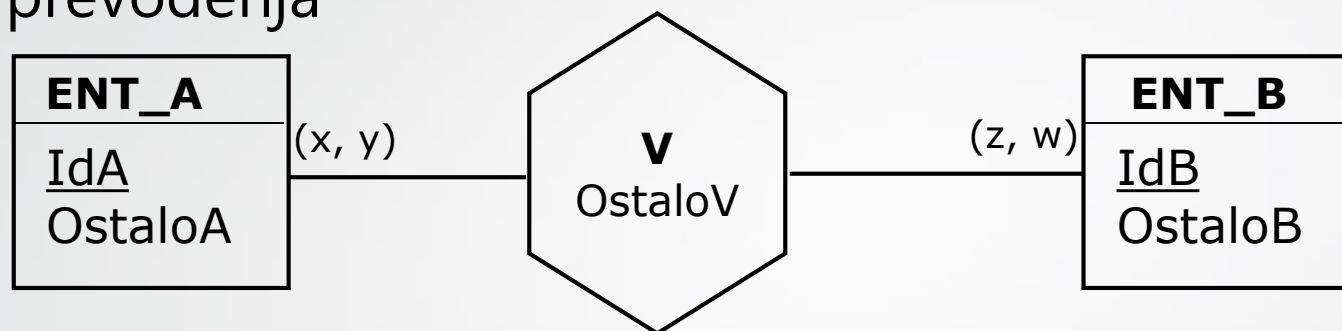 prevođenja
ENT_A
IdA
OstaloA
(x, y)
V
OstaloV
(z, w)
ENT_B
IdB
OstaloB